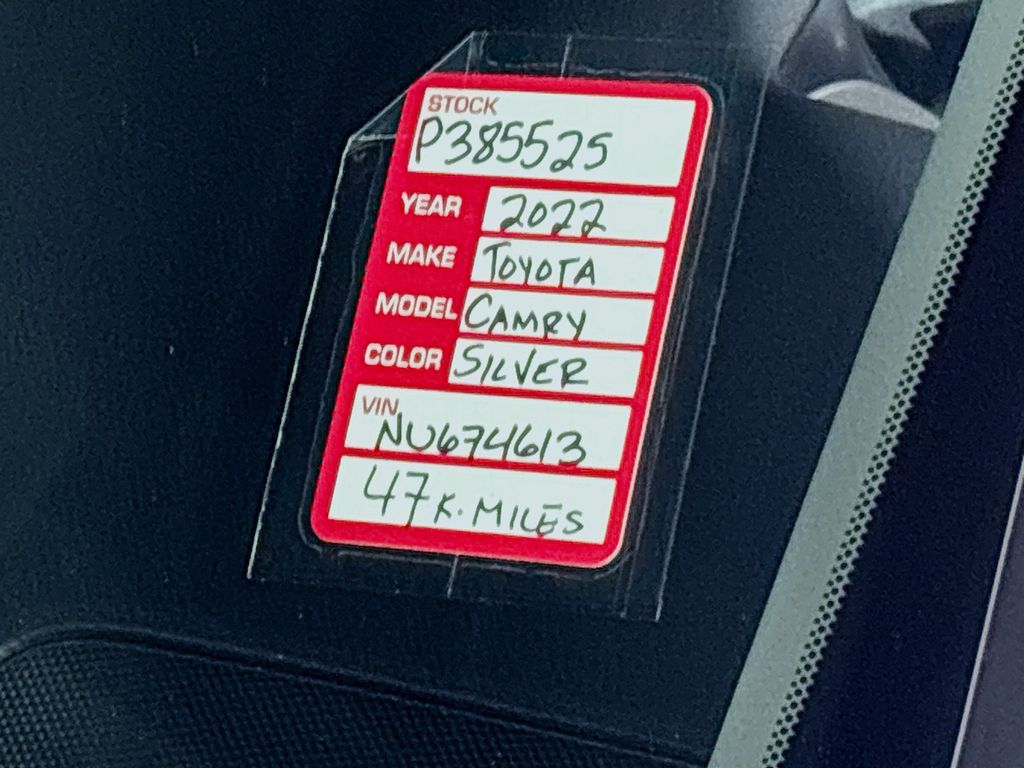 STOCK
P385525
YEAR 2022
MAKE TOYOTA
MODEL CAMRY
COLOR SILVER
VIN
NU674613
47K. MILES